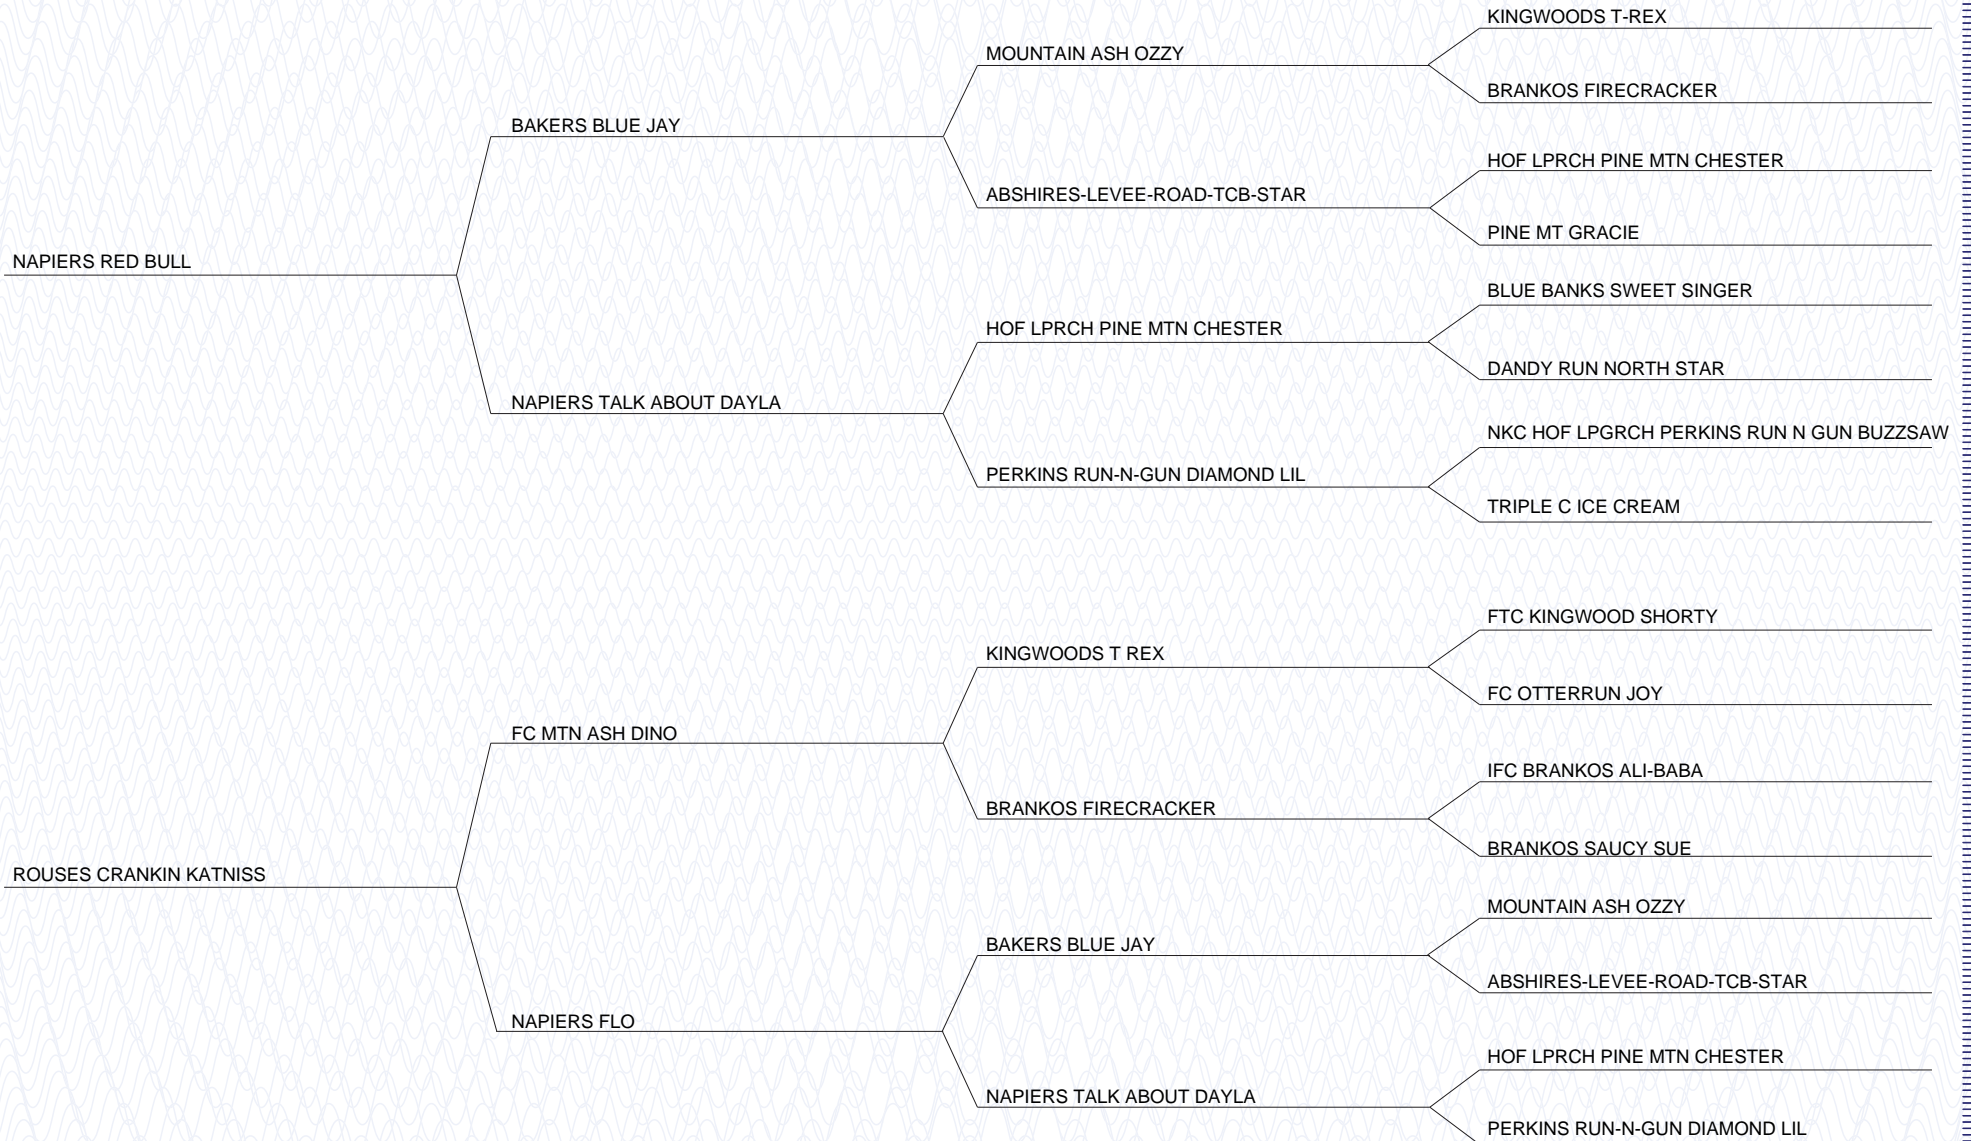 KINGWOODS T-REX
MOUNTAIN ASH OZZY
BRANKOS FIRECRACKER
BAKERS BLUE JAY
HOF LPRCH PINE MTN CHESTER
ABSHIRES-LEVEE-ROAD-TCB-STAR
PINE MT GRACIE
NAPIERS RED BULL
BLUE BANKS SWEET SINGER
HOF LPRCH PINE MTN CHESTER
DANDY RUN NORTH STAR
NAPIERS TALK ABOUT DAYLA
NKC HOF LPGRCH PERKINS RUN N GUN BUZZSAW
PERKINS RUN-N-GUN DIAMOND LIL
TRIPLE C ICE CREAM
FTC KINGWOOD SHORTY
KINGWOODS T REX
FC OTTERRUN JOY
FC MTN ASH DINO
IFC BRANKOS ALI-BABA
BRANKOS FIRECRACKER
BRANKOS SAUCY SUE
ROUSES CRANKIN KATNISS
MOUNTAIN ASH OZZY
BAKERS BLUE JAY
ABSHIRES-LEVEE-ROAD-TCB-STAR
NAPIERS FLO
HOF LPRCH PINE MTN CHESTER
NAPIERS TALK ABOUT DAYLA
PERKINS RUN-N-GUN DIAMOND LIL